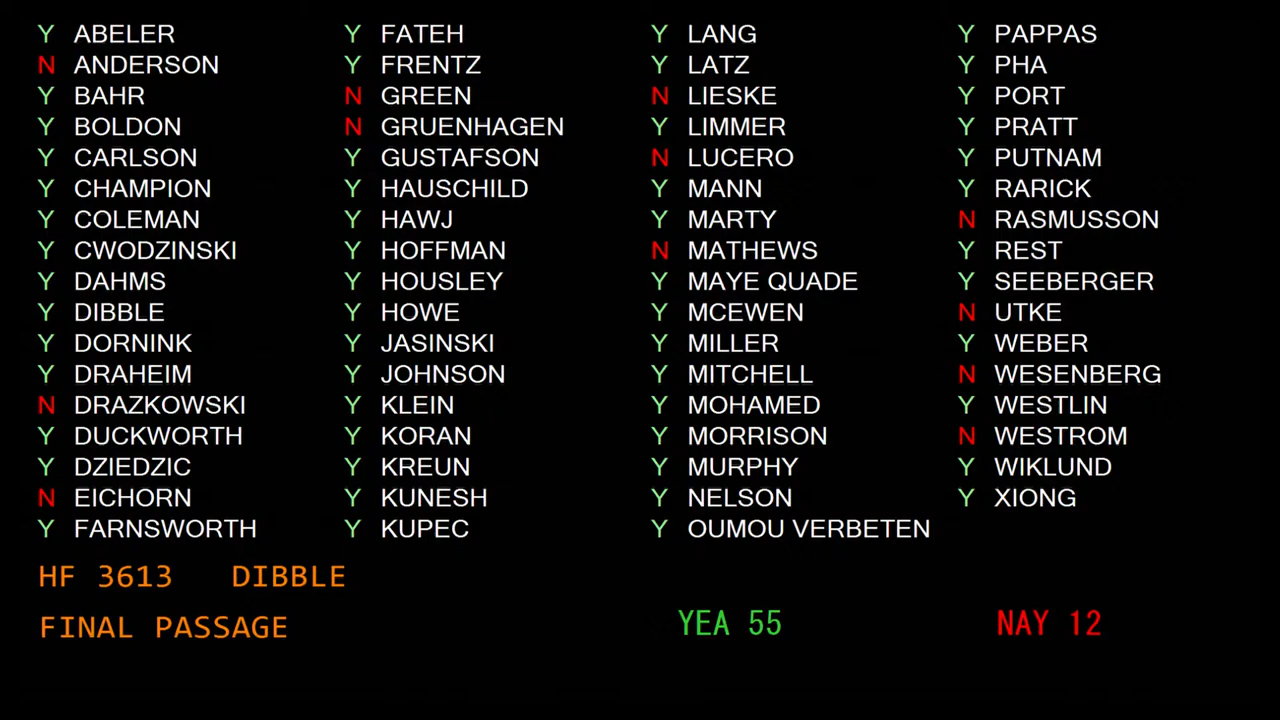 Y ABELER Y FATEH Y LANG Y PAPPAS
N ANDERSON Y FRENTZ Y LATZ Y PHA
Y BAHR N GREEN N LIESKE Y PORT
Y BOLDON N GRUENHAGEN Y LIMMER Y PRATT
Y CARLSON Y GUSTAFSON N LUCERO Y PUTNAM
Y CHAMPION Y HAUSCHILD Y MANN Y RARICK
Y COLEMAN Y HAWJ Y MARTY N RASMUSSON
Y CWODZINSKI Y HOFFMAN N MATHEWS Y REST
Y DAHMS Y HOUSLEY Y MAYE QUADE Y SEEBERGER
Y DIBBLE Y HOWE Y MCEWEN N UTKE
Y DORNINK Y JASINSKI Y MILLER Y WEBER
Y DRAHEIM Y JOHNSON Y MITCHELL N WESENBERG
N DRAZKOWSKI Y KLEIN Y MOHAMED Y WESTLIN
Y DUCKWORTH Y KORAN Y MORRISON N WESTROM
Y DZIEDZIC Y KREUN Y MURPHY Y WIKLUND
N EICHORN Y KUNESH Y NELSON Y XIONG
Y FARNSWORTH Y KUPEC Y OUMOU VERBETEN
HF 3613 DIBBLE
FINAL PASSAGE YEA 55 NAY 12